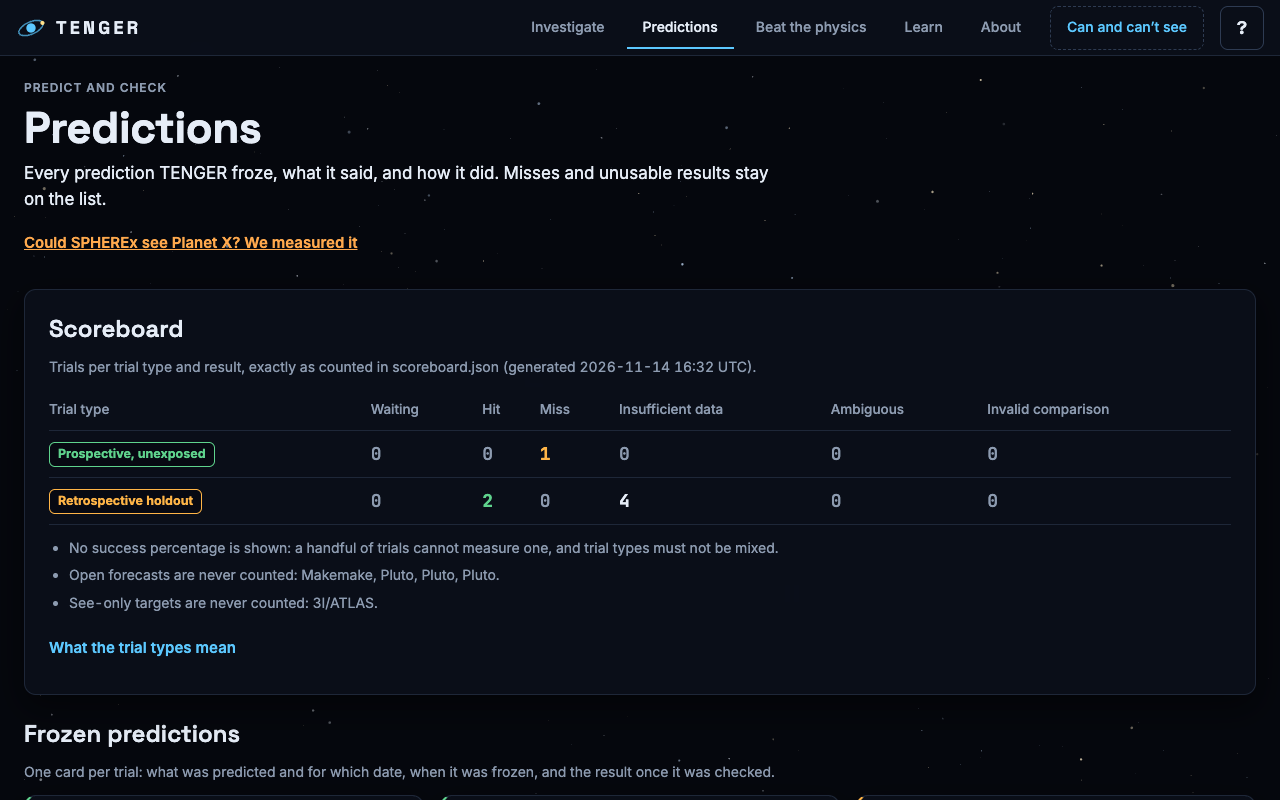 TENGER
Investigate Predictions Beat the physics Learn About Can and can't see ?
PREDICT AND CHECK
Predictions
Every prediction TENGER froze, what it said, and how it did. Misses and unusable results stay
on the list.
Could SPHEREx see Planet X? We measured it
Scoreboard
Trials per trial type and result, exactly as counted in scoreboard.json (generated 2026-11-14 16:32 UTC).
Trial type Waiting Hit Miss Insufficient data Ambiguous Invalid comparison
Prospective, unexposed 0 0 1 0 0 0
Retrospective holdout 0 2 0 4 0 0
• No success percentage is shown: a handful of trials cannot measure one, and trial types must not be mixed.
• Open forecasts are never counted: Makemake, Pluto, Pluto, Pluto.
• See-only targets are never counted: 3I/ATLAS.
What the trial types mean
Frozen predictions
One card per trial: what was predicted and for which date, when it was frozen, and the result once it was checked.